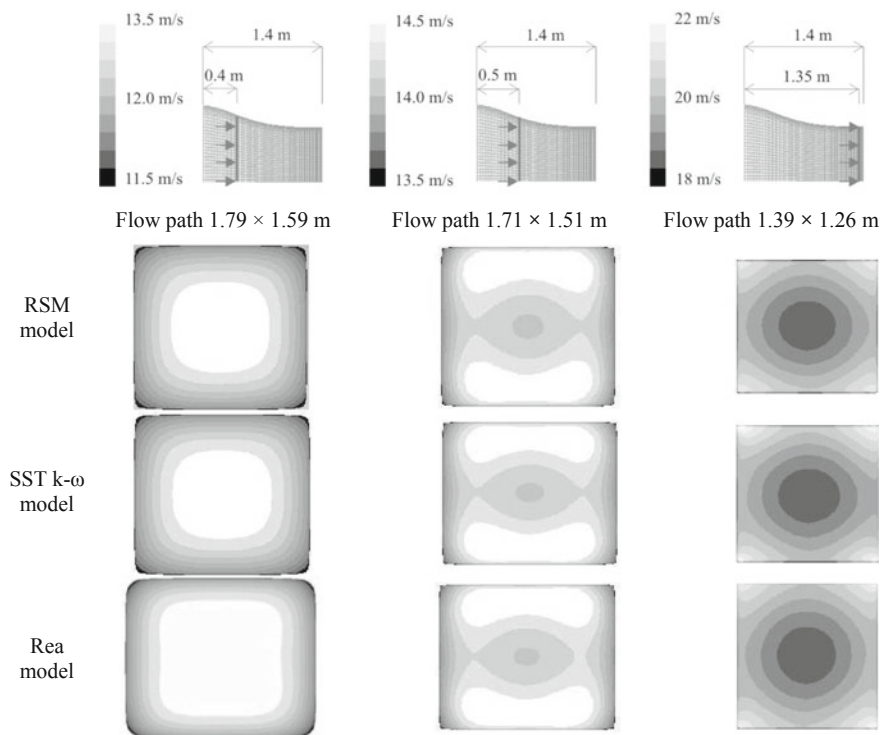 13.5 m/s
12.0 m/s
11.5 m/s
1.4 m
0.4 m
14.5 m/s
14.0 m/s
13.5 m/s
1.4 m
0.5 m
22 m/s
20 m/s
18 m/s
1.4 m
1.35 m
Flow path 1.79 × 1.59 m
Flow path 1.71 × 1.51 m
Flow path 1.39 × 1.26 m
RSM
model
SST k-ω
model
Rea
model